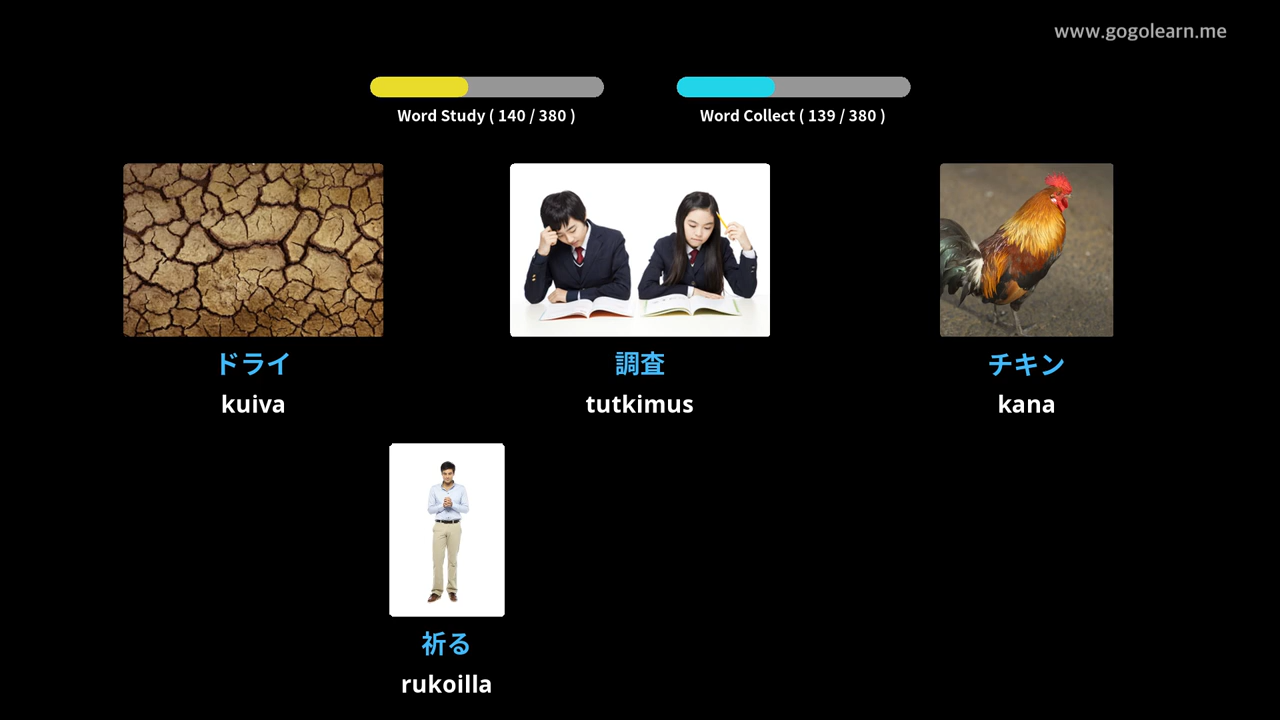 www.gogolearn.me
Word Study ( 140 / 380 )
Word Collect ( 139 / 380 )
ドライ
kuiva
調査
tutkimus
チキン
kana
祈る
rukoilla